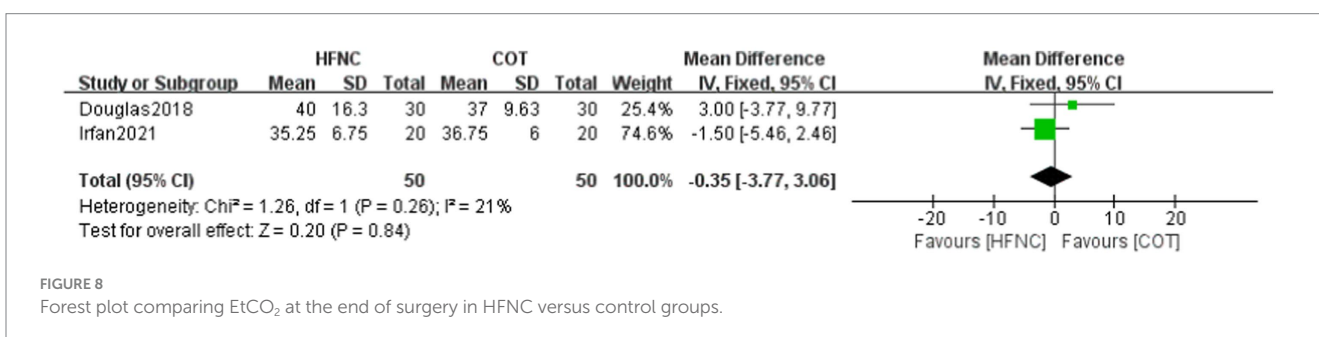 HFNC COT Mean Difference Mean Difference
Study or Subgroup Mean SD Total Mean SD Total Weight IV, Fixed, 95% CI IV, Fixed, 95% CI
Douglas2018 40 16.3 30 37 9.63 30 25.4% 3.00 [-3.77, 9.77]
Irfan2021 35.25 6.75 20 36.75 6 20 74.6% -1.50 [-5.46, 2.46]
Total (95% CI) 50 50 100.0% -0.35 [-3.77, 3.06]
Heterogeneity: Chi² = 1.26, df = 1 (P = 0.26); I² = 21%
Test for overall effect: Z = 0.20 (P = 0.84)
-20 -10 0 10 20
Favours [HFNC] Favours [COT]
FIGURE 8
Forest plot comparing EtCO₂ at the end of surgery in HFNC versus control groups.